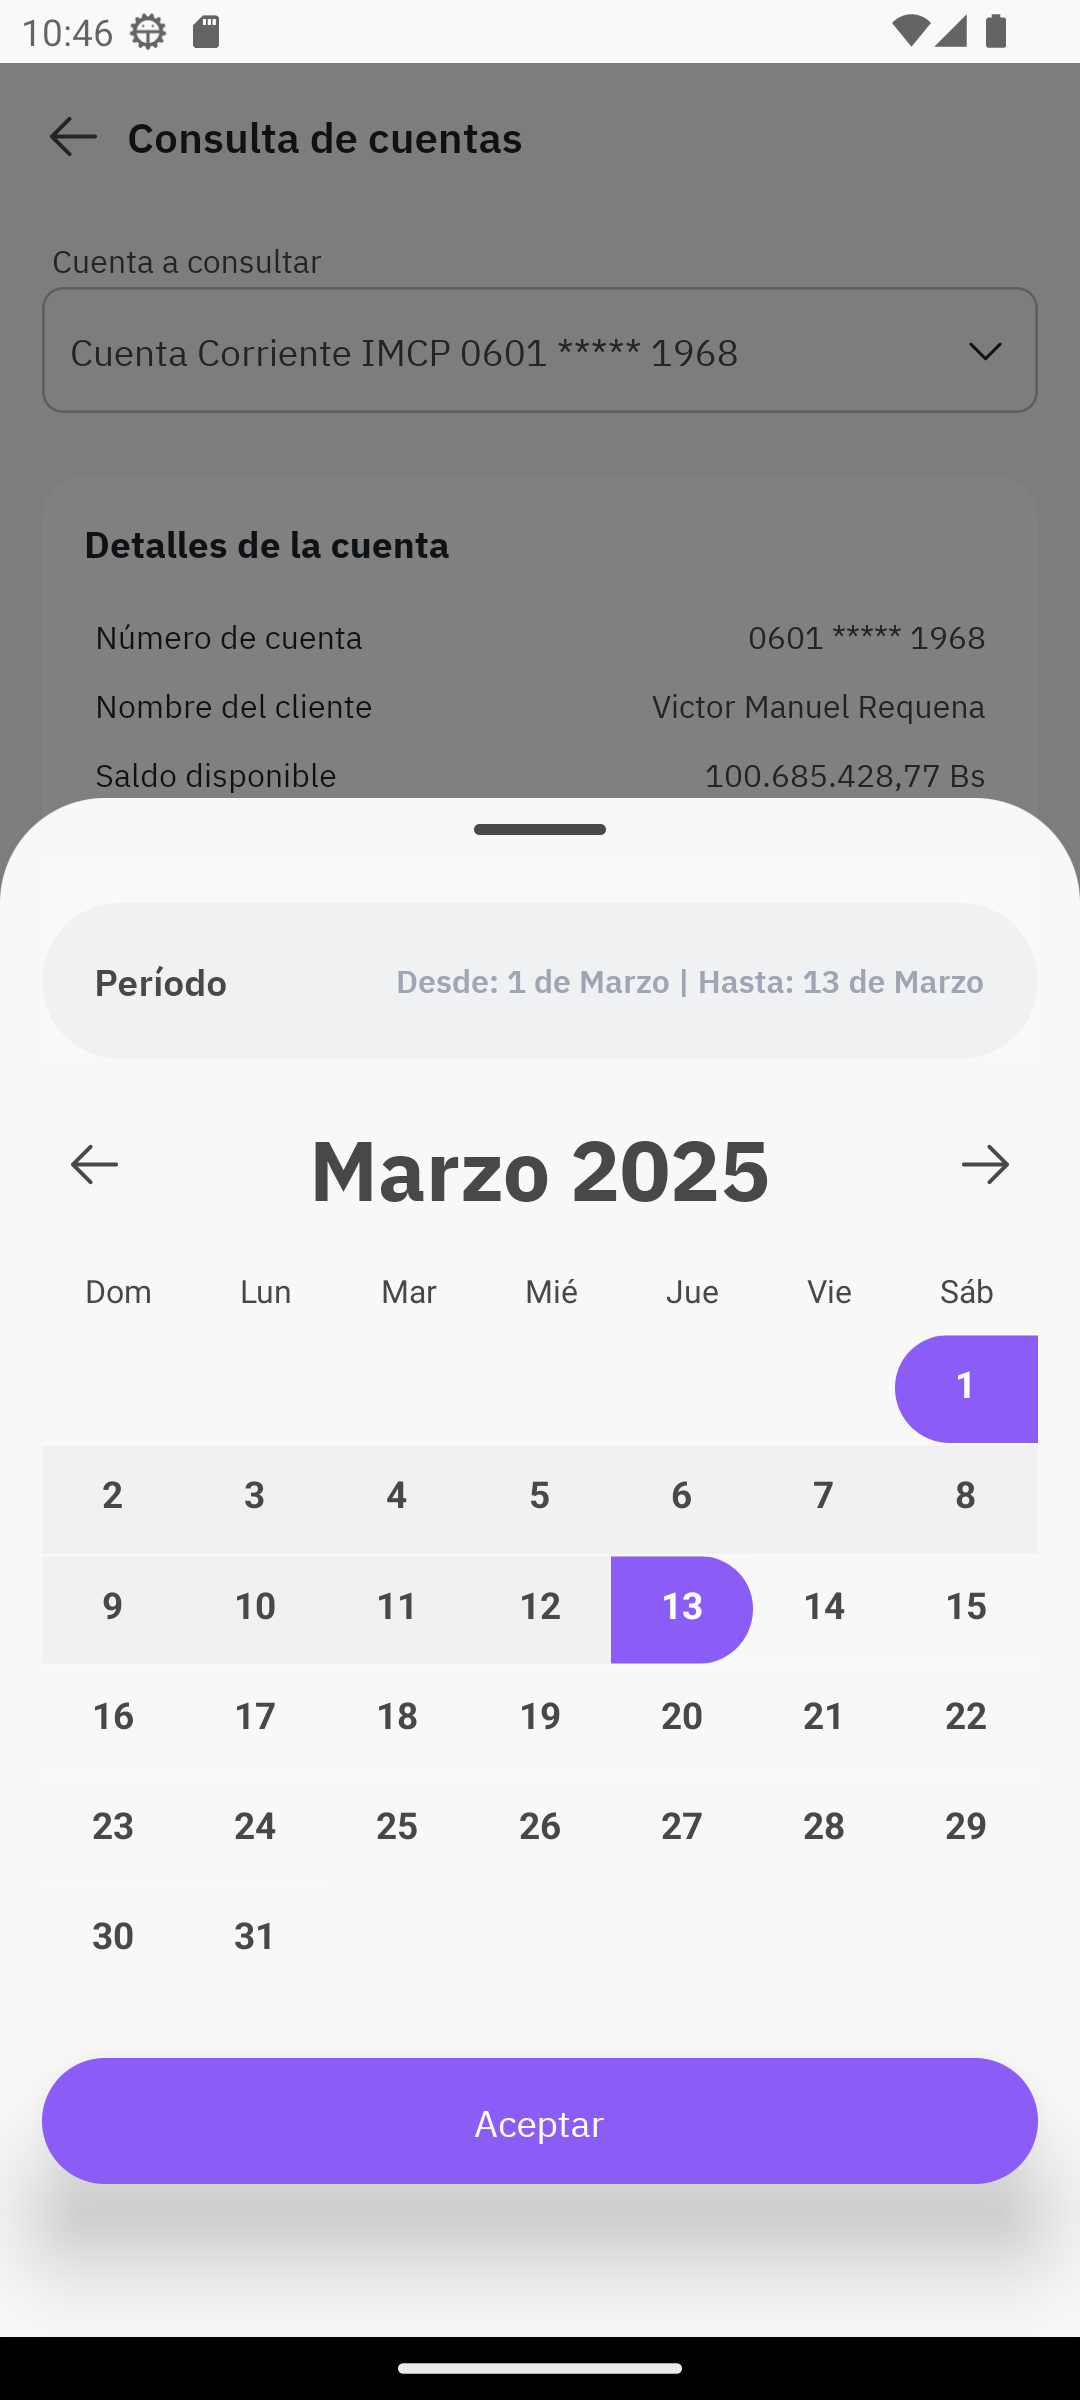 10:46
Consulta de cuentas
Cuenta a consultar
Cuenta Corriente IMCP 0601 ***** 1968
Detalles de la cuenta
Número de cuenta 0601 ***** 1968
Nombre del cliente Victor Manuel Requena
Saldo disponible 100.685.428,77 Bs
Período Desde: 1 de Marzo | Hasta: 13 de Marzo
Marzo 2025
Dom Lun Mar Mié Jue Vie Sáb
1
2 3 4 5 6 7 8
9 10 11 12 13 14 15
16 17 18 19 20 21 22
23 24 25 26 27 28 29
30 31
Aceptar